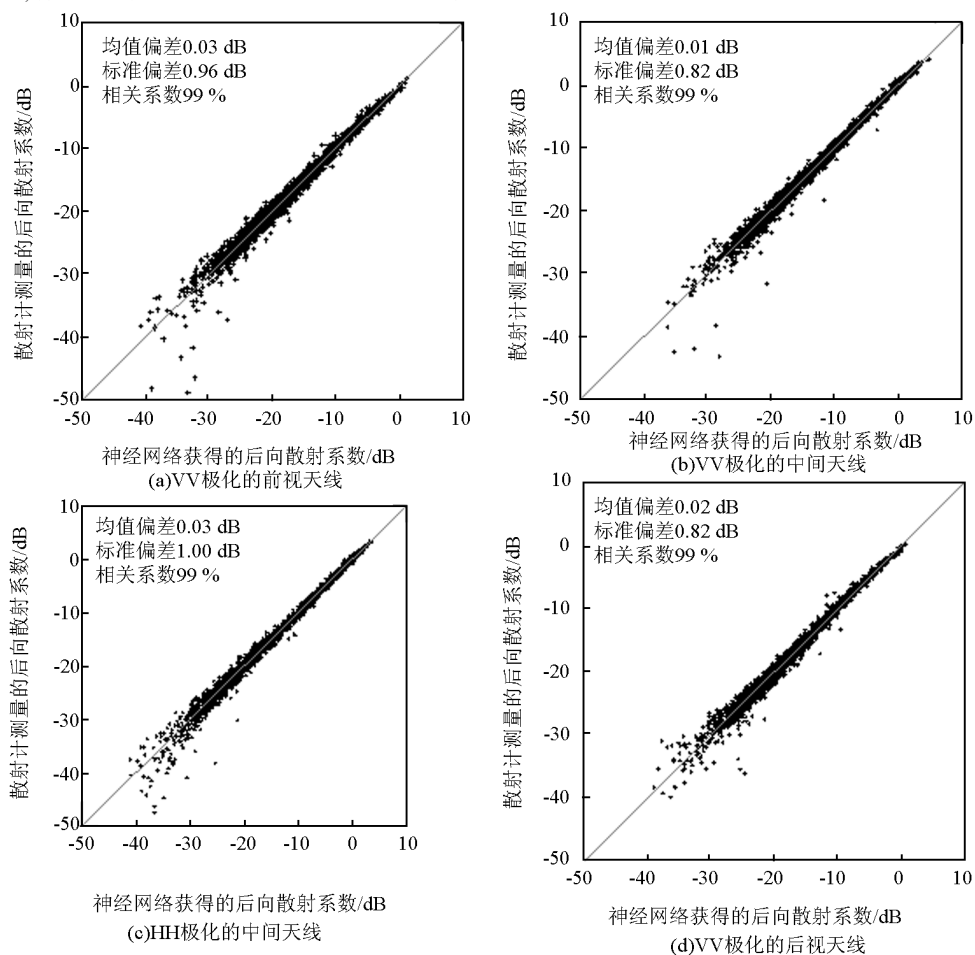 10
0
-10
-20
-30
-40
-50
散射计测量的后向散射系数/dB
均值偏差0.03 dB
标准偏差0.96 dB
相关系数99 %
-50 -40 -30 -20 -10 0 10
神经网络获得的后向散射系数/dB
(a)VV极化的前视天线
10
0
-10
-20
-30
-40
-50
散射计测量的后向散射系数/dB
均值偏差0.01 dB
标准偏差0.82 dB
相关系数99 %
-50 -40 -30 -20 -10 0 10
神经网络获得的后向散射系数/dB
(b)VV极化的中间天线
10
0
-10
-20
-30
-40
-50
散射计测量的后向散射系数/dB
均值偏差0.03 dB
标准偏差1.00 dB
相关系数99 %
-50 -40 -30 -20 -10 0 10
神经网络获得的后向散射系数/dB
(c)HH极化的中间天线
10
0
-10
-20
-30
-40
-50
散射计测量的后向散射系数/dB
均值偏差0.02 dB
标准偏差0.82 dB
相关系数99 %
-50 -40 -30 -20 -10 0 10
神经网络获得的后向散射系数/dB
(d)VV极化的后视天线